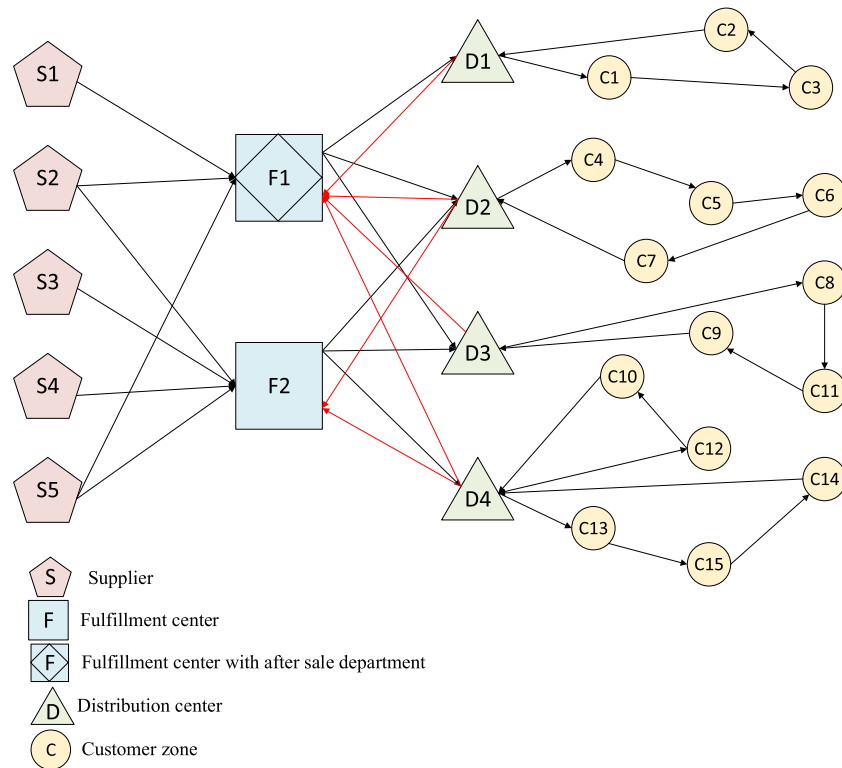 S1
S2
S3
S4
S5
F1
F2
D1
D2
D3
D4
C2
C1
C3
C4
C5
C6
C7
C8
C9
C10
C11
C12
C14
C13
C15
S Supplier
F Fulfillment center
F Fulfillment center with after sale department
D Distribution center
C Customer zone